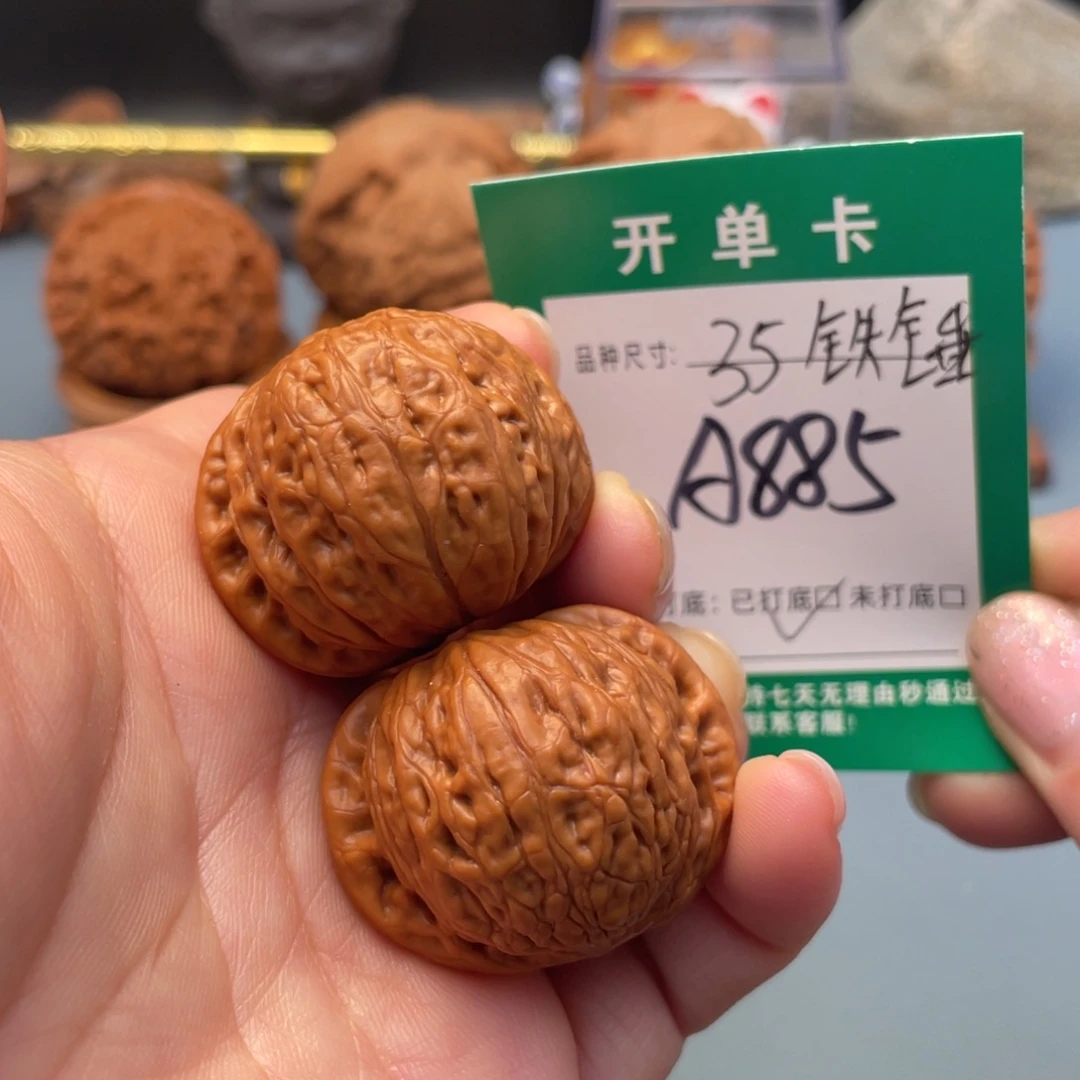 开单卡
品种尺寸: 35 铁锤
A885
底: 已打底☑ 未打底☐
七天无理由秒通过
联系客服!